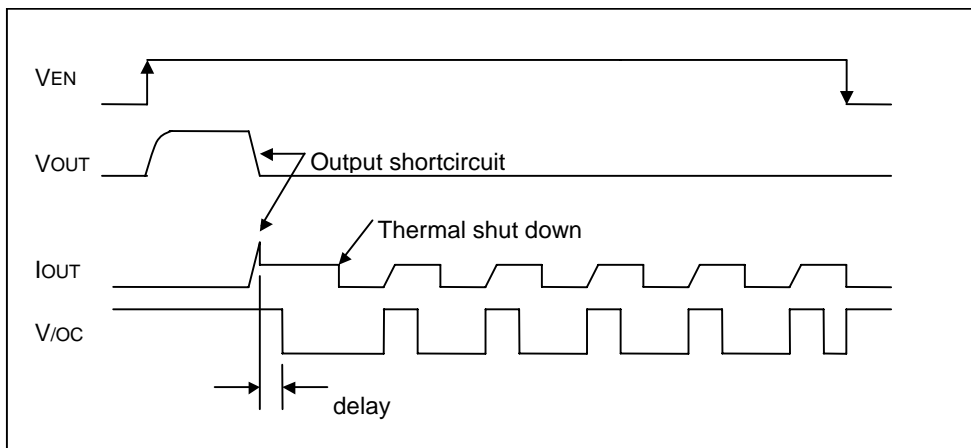 VEN
VOUT
Output shortcircuit
Thermal shut down
IOUT
V/OC
delay